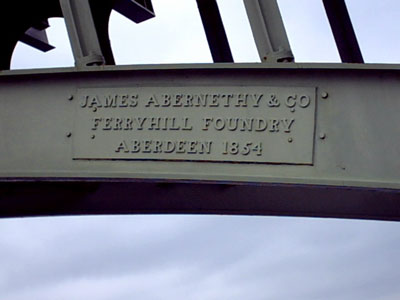 JAMES ABERNETHY & CO
FERRYHILL FOUNDRY
ABERDEEN 1854